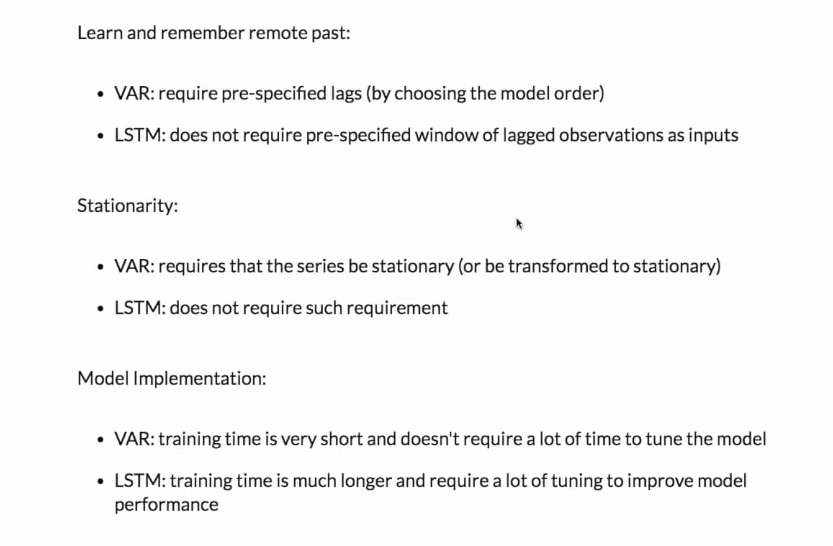 Learn and remember remote past:
• VAR: require pre-specified lags (by choosing the model order)
• LSTM: does not require pre-specified window of lagged observations as inputs
Stationarity:
• VAR: requires that the series be stationary (or be transformed to stationary)
• LSTM: does not require such requirement
Model Implementation:
• VAR: training time is very short and doesn't require a lot of time to tune the model
• LSTM: training time is much longer and require a lot of tuning to improve model
performance